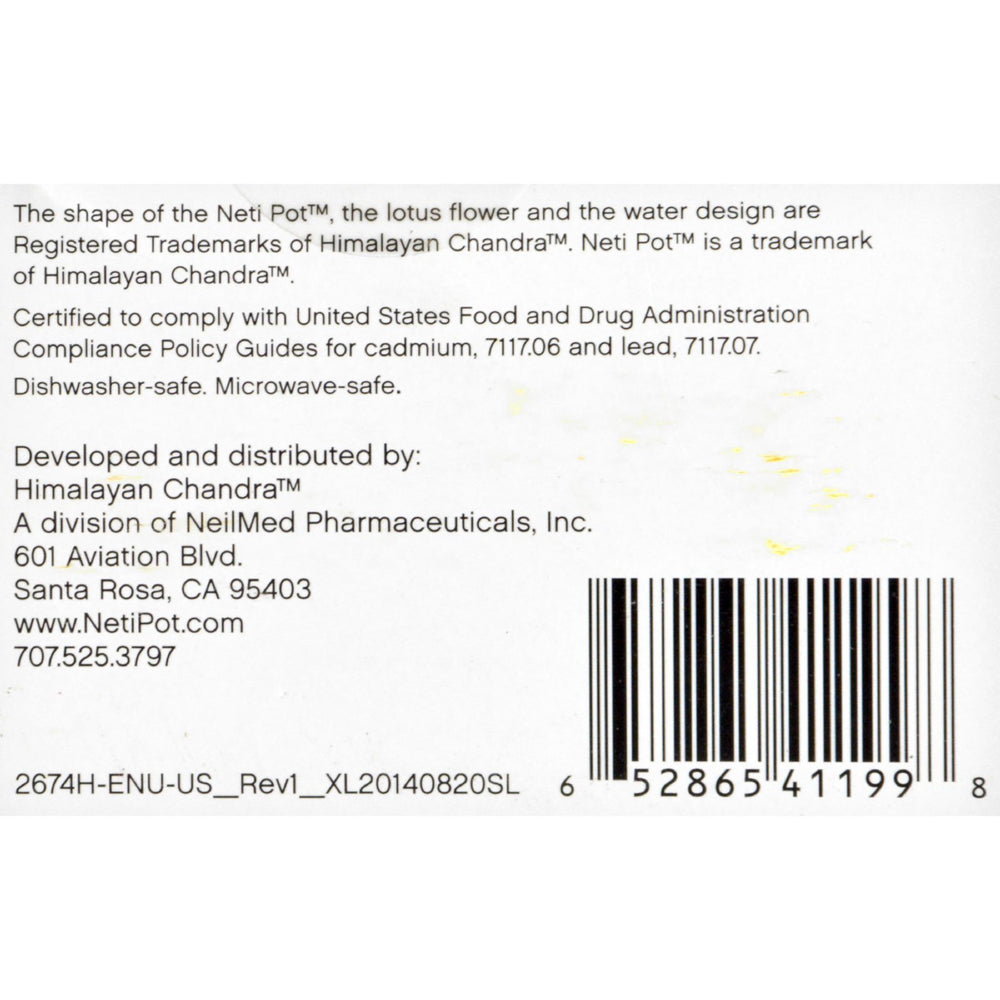 The shape of the Neti Pot™, the lotus flower and the water design are
Registered Trademarks of Himalayan Chandra™. Neti Pot™ is a trademark
of Himalayan Chandra™.
Certified to comply with United States Food and Drug Administration
Compliance Policy Guides for cadmium, 7117.06 and lead, 7117.07.
Dishwasher-safe. Microwave-safe.
Developed and distributed by:
Himalayan Chandra™
A division of NeilMed Pharmaceuticals, Inc.
601 Aviation Blvd.
Santa Rosa, CA 95403
www.NetiPot.com
707.525.3797
2674H-ENU-US_Rev1_XL20140820SL
6 52865 41199 8